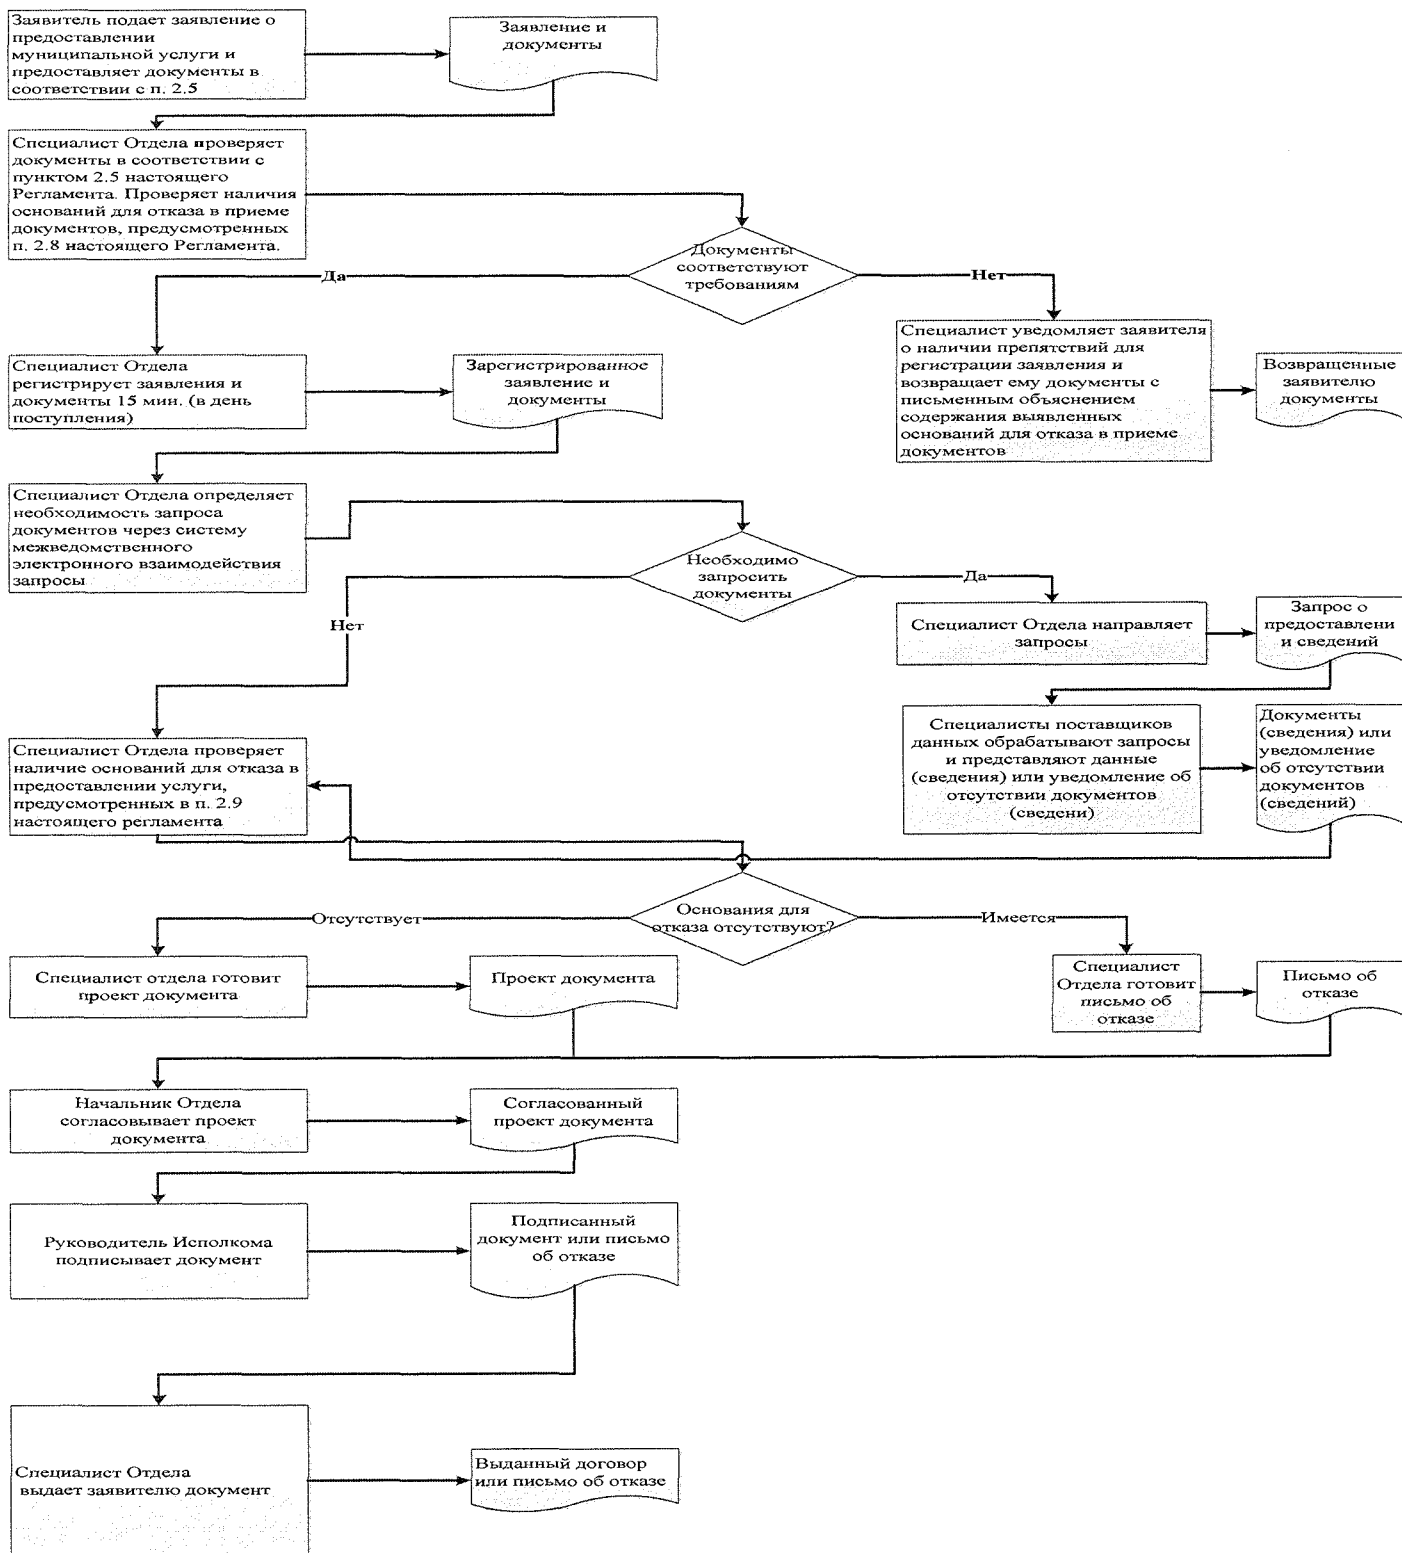 Заявитель подает заявление о
предоставлении
муниципальной услуги и
предоставляет документы в
соответствии с п. 2.5
Заявление и
документы
Специалист Отдела проверяет
документы в соответствии с
пунктом 2.5 настоящего
Регламента. Проверяет наличия
оснований для отказа в приеме
документов, предусмотренных
п. 2.8 настоящего Регламента.
Документы
соответствуют
требованиям
Да
Нет
Специалист Отдела
регистрирует заявления и
документы 15 мин. (в день
поступления)
Зарегистрированное
заявление и
документы
Специалист уведомляет заявителя
о наличии препятствий для
регистрации заявления и
возвращает ему документы с
письменным объяснением
содержания выявленных
оснований для отказа в приеме
документов
Возвращенные
заявителю
документы
Специалист Отдела определяет
необходимость запроса
документов через систему
межведомственного
электронного взаимодействия
запросы
Необходимо
запросить
документы
Нет
Да
Специалист Отдела направляет
запросы
Запрос о
предоставлени
и сведений
Специалисты поставщиков
данных обрабатывают запросы
и представляют данные
(сведения) или уведомление об
отсутствии документов
(сведени)
Документы
(сведения) или
уведомление
об отсутствии
документов
(сведений)
Специалист Отдела проверяет
наличие оснований для отказа в
предоставлении услуги,
предусмотренных в п. 2.9
настоящего регламента
Основания для
отказа отсутствуют?
Отсутствует
Имеется
Специалист отдела готовит
проект документа
Проект документа
Специалист
Отдела готовит
письмо об
отказе
Письмо об
отказе
Начальник Отдела
согласовывает проект
документа
Согласованный
проект документа
Руководитель Исполкома
подписывает документ
Подписанный
документ или письмо
об отказе
Специалист Отдела
выдает заявителю документ
Выданный договор
или письмо об отказе